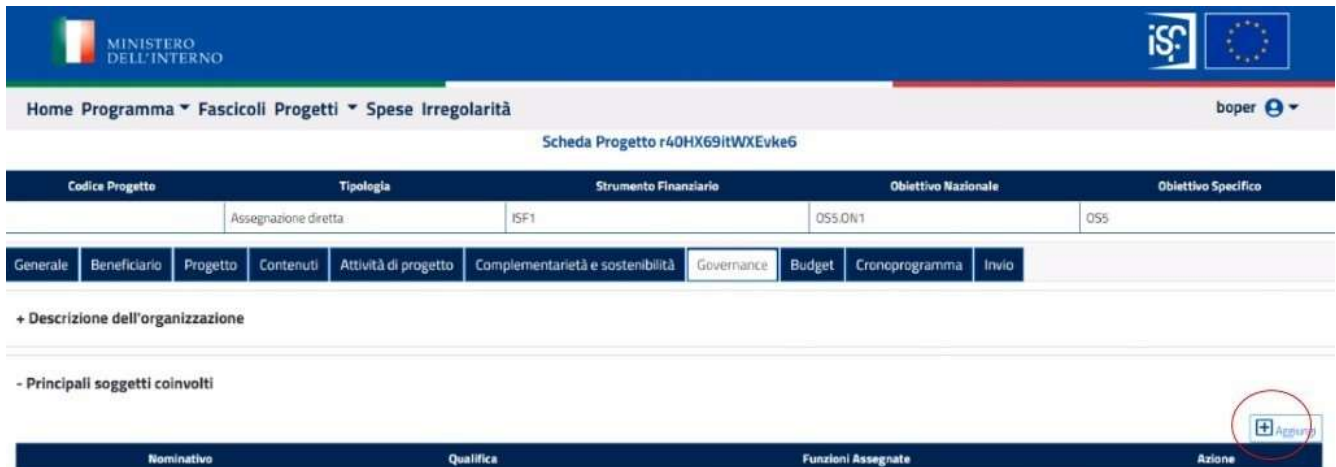 MINISTERO
DELL'INTERNO
isf
Home Programma Fascicoli Progetti Spese Irregolarità boper
Scheda Progetto r40HX69itWXEvke6
Codice Progetto Tipologia Strumento Finanziario Obiettivo Nazionale Obiettivo Specifico
Assegnazione diretta ISF1 OS5.ON1 OS5
Generale Beneficiario Progetto Contenuti Attività di progetto Complementarietà e sostenibilità Governance Budget Cronoprogramma Invio
+ Descrizione dell'organizzazione
- Principali soggetti coinvolti
Aggiungi
Nominativo Qualifica Funzioni Assegnate Azione